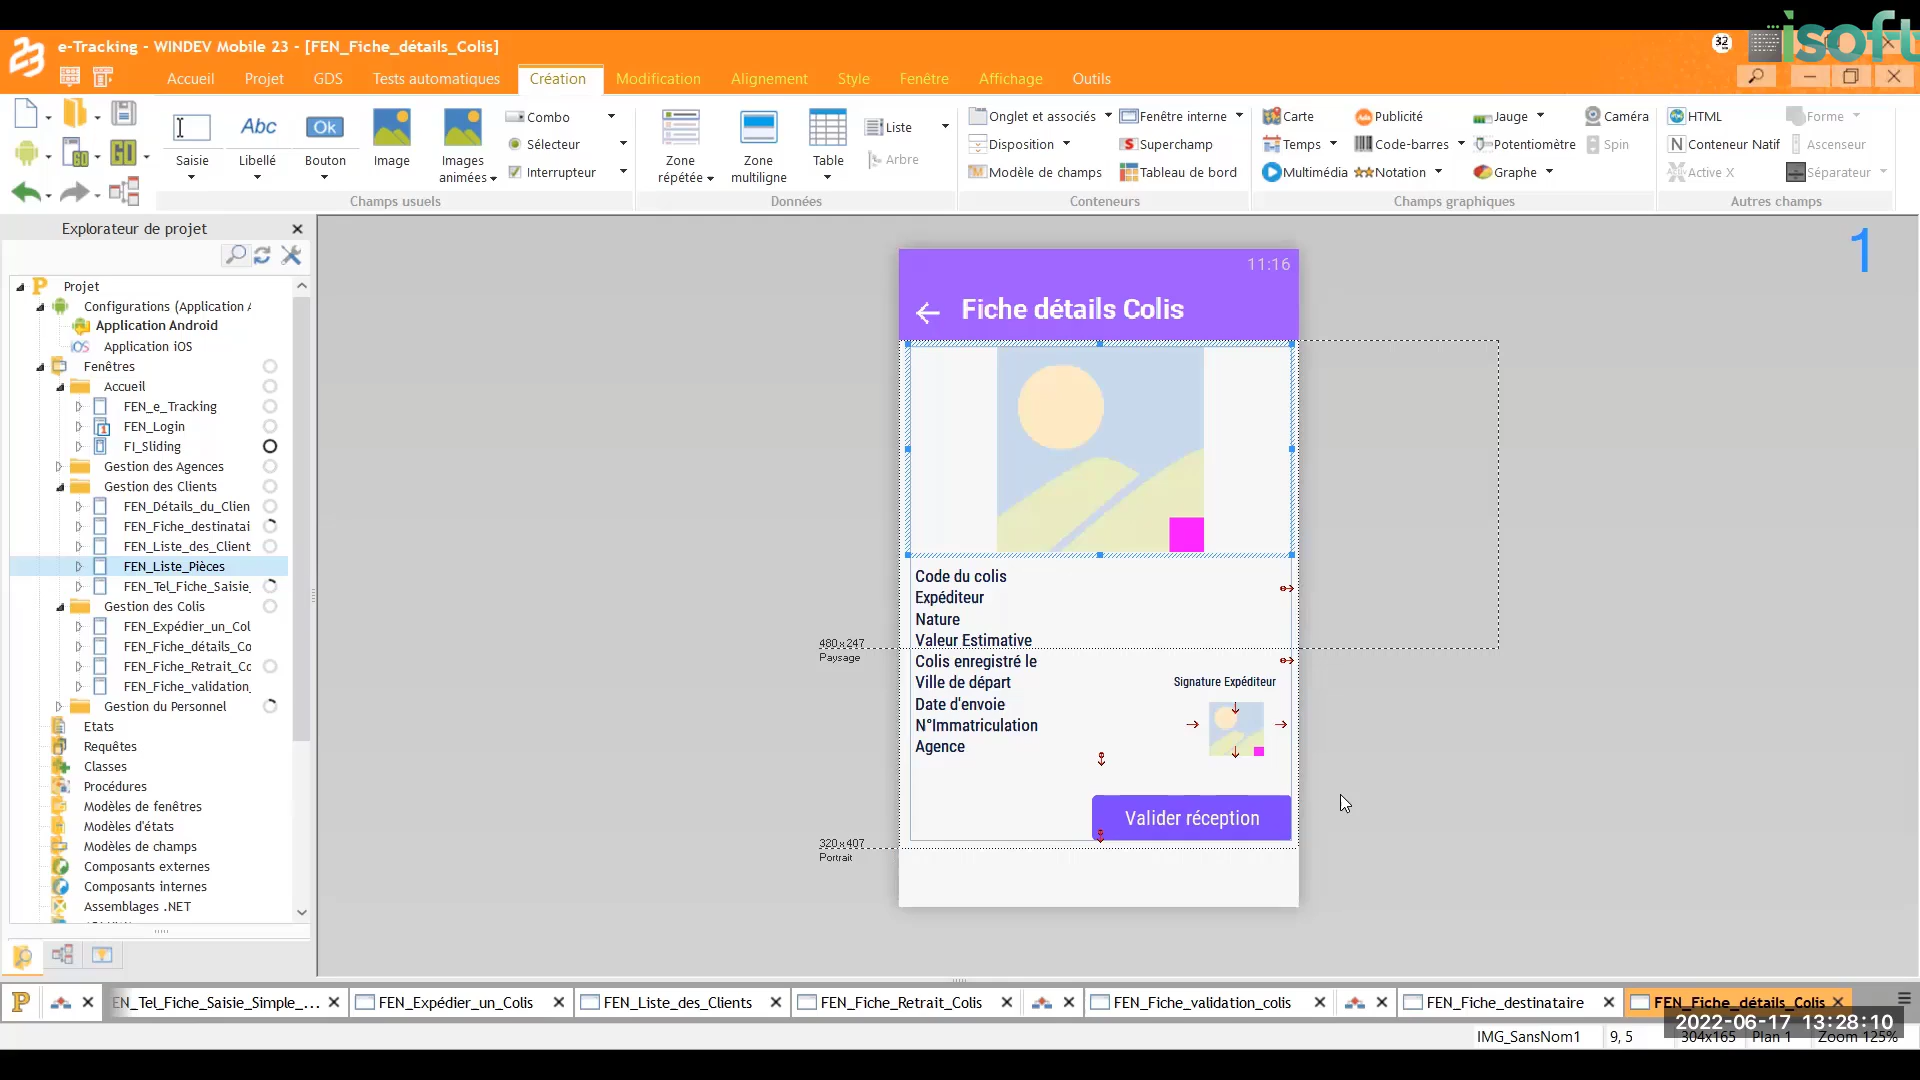 isoft
e-Tracking - WINDEV Mobile 23 - [FEN_Fiche_détails_Colis]
32
Accueil Projet GDS Tests automatiques Création Modification Alignement Style Fenêtre Affichage Outils
Saisie Libellé Bouton Image Images animées
Combo
Sélecteur
Interrupteur
Champs usuels
Zone répétée Zone multiligne Table
Liste
Arbre
Données
Onglet et associés Fenêtre interne
Disposition Superchamp
Modèle de champs Tableau de bord
Conteneurs
Carte Publicité Jauge Caméra
Temps Code-barres Potentiomètre Spin
Multimédia Notation Graphe
Champs graphiques
HTML Forme
Conteneur Natif Ascenseur
Active X Séparateur
Autres champs
Abc
Ok
GO
Explorateur de projet
Projet
Configurations (Application A
Application Android
iOS Application iOS
Fenêtres
Accueil
FEN_e_Tracking
FEN_Login
FI_Sliding
Gestion des Agences
Gestion des Clients
FEN_Détails_du_Clien
FEN_Fiche_destinatai
FEN_Liste_des_Client
FEN_Liste_Pièces
FEN_Tel_Fiche_Saisie_
Gestion des Colis
FEN_Expédier_un_Col
FEN_Fiche_détails_Co
FEN_Fiche_Retrait_Co
FEN_Fiche_validation_
Gestion du Personnel
Etats
Requêtes
Classes
Procédures
Modèles de fenêtres
Modèles d'états
Modèles de champs
Composants externes
Composants internes
Assemblages .NET
1
11:16
Fiche détails Colis
Code du colis
Expéditeur
Nature
Valeur Estimative
480x247
Paysage
Colis enregistré le
Ville de départ
Signature Expéditeur
Date d'envoie
N°Immatriculation
Agence
Valider réception
320x407
Portrait
EN_Tel_Fiche_Saisie_Simple_... FEN_Expédier_un_Colis FEN_Liste_des_Clients FEN_Fiche_Retrait_Colis FEN_Fiche_validation_colis FEN_Fiche_destinataire FEN_Fiche_détails_Colis
2022-06-17 13:28:10
IMG_SansNom1 9, 5 304x165 Plan 1 Zoom 125%